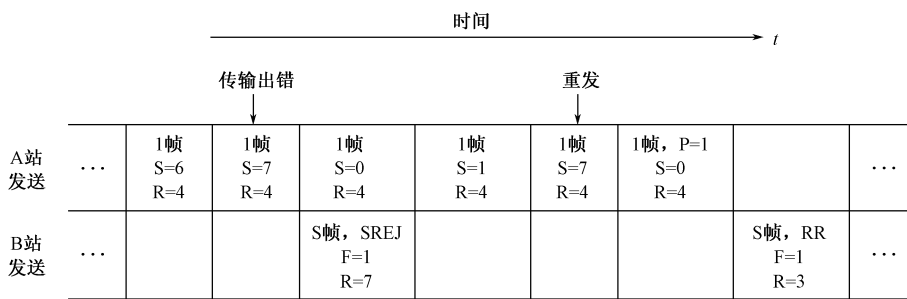 时间
t
传输出错
重发
A站
发送
···
1帧
S=6
R=4
1帧
S=7
R=4
1帧
S=0
R=4
1帧
S=1
R=4
1帧
S=7
R=4
1帧，P=1
S=0
R=4
···
B站
发送
···
S帧，SREJ
F=1
R=7
S帧，RR
F=1
R=3
···